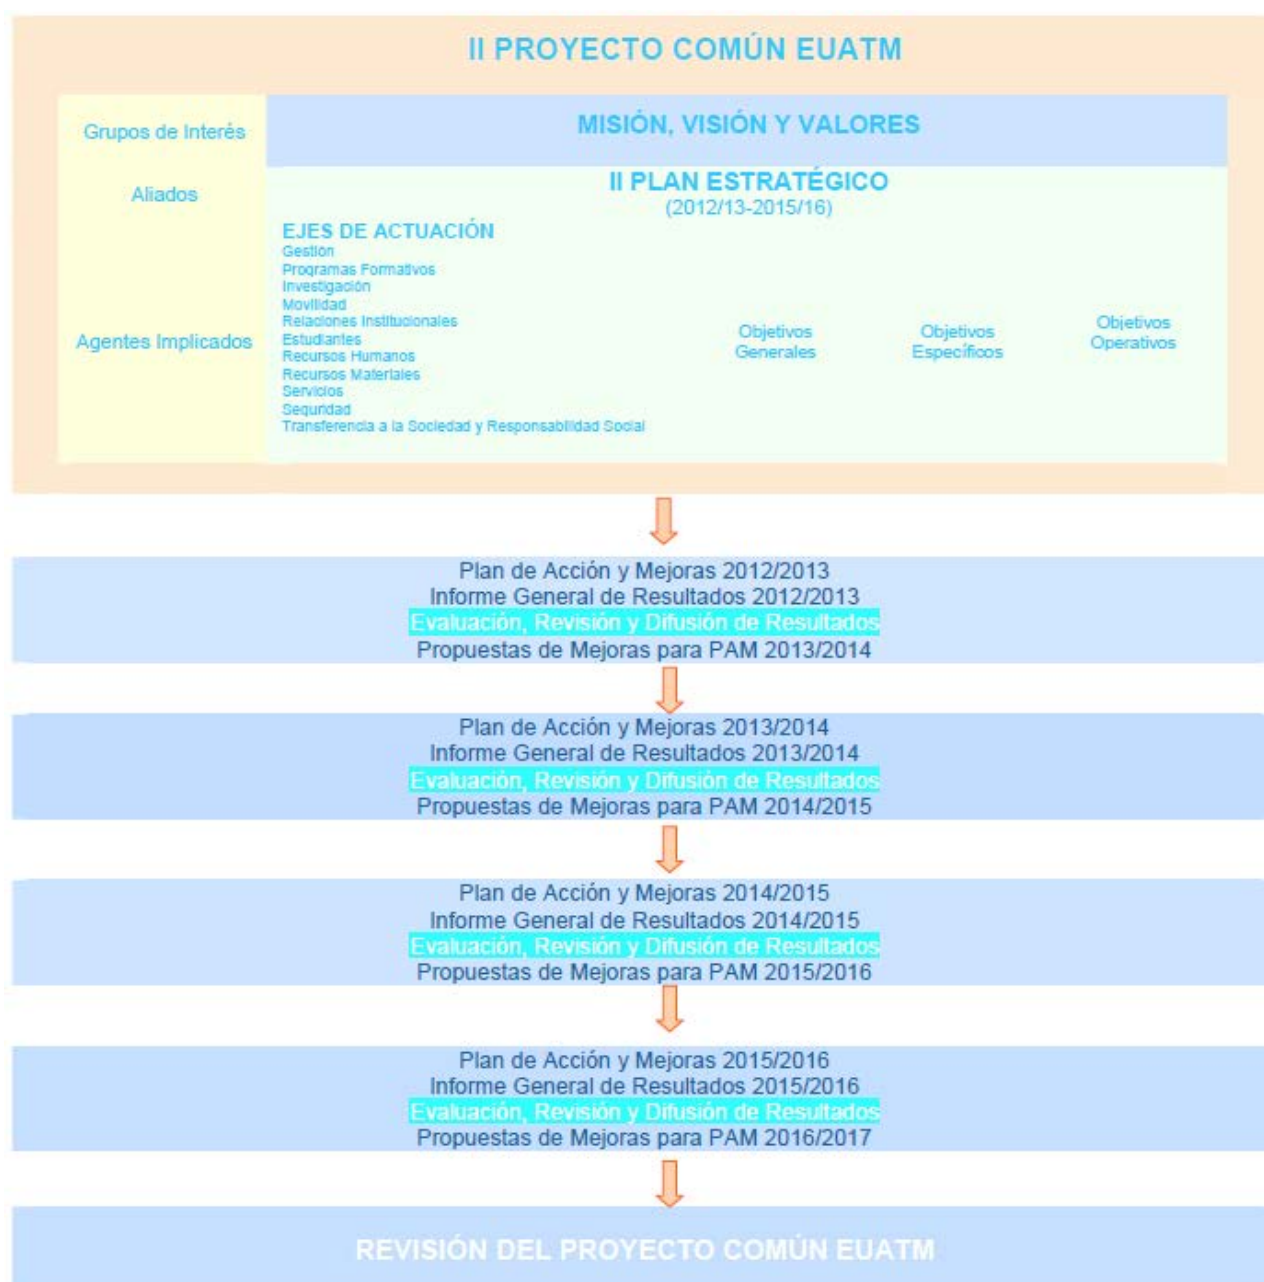 II PROYECTO COMÚN EUATM
Grupos de Interés
Aliados
Agentes Implicados
MISIÓN, VISIÓN Y VALORES
II PLAN ESTRATÉGICO
(2012/13-2015/16)
EJES DE ACTUACIÓN
Gestión
Programas Formativos
Investigación
Movilidad
Relaciones Institucionales
Estudiantes
Recursos Humanos
Recursos Materiales
Servicios
Seguridad
Transferencia a la Sociedad y Responsabilidad Social
Objetivos
Generales
Objetivos
Específicos
Objetivos
Operativos
Plan de Acción y Mejoras 2012/2013
Informe General de Resultados 2012/2013
Evaluación, Revisión y Difusión de Resultados
Propuestas de Mejoras para PAM 2013/2014
Plan de Acción y Mejoras 2013/2014
Informe General de Resultados 2013/2014
Evaluación, Revisión y Difusión de Resultados
Propuestas de Mejoras para PAM 2014/2015
Plan de Acción y Mejoras 2014/2015
Informe General de Resultados 2014/2015
Evaluación, Revisión y Difusión de Resultados
Propuestas de Mejoras para PAM 2015/2016
Plan de Acción y Mejoras 2015/2016
Informe General de Resultados 2015/2016
Evaluación, Revisión y Difusión de Resultados
Propuestas de Mejoras para PAM 2016/2017
REVISIÓN DEL PROYECTO COMÚN EUATM